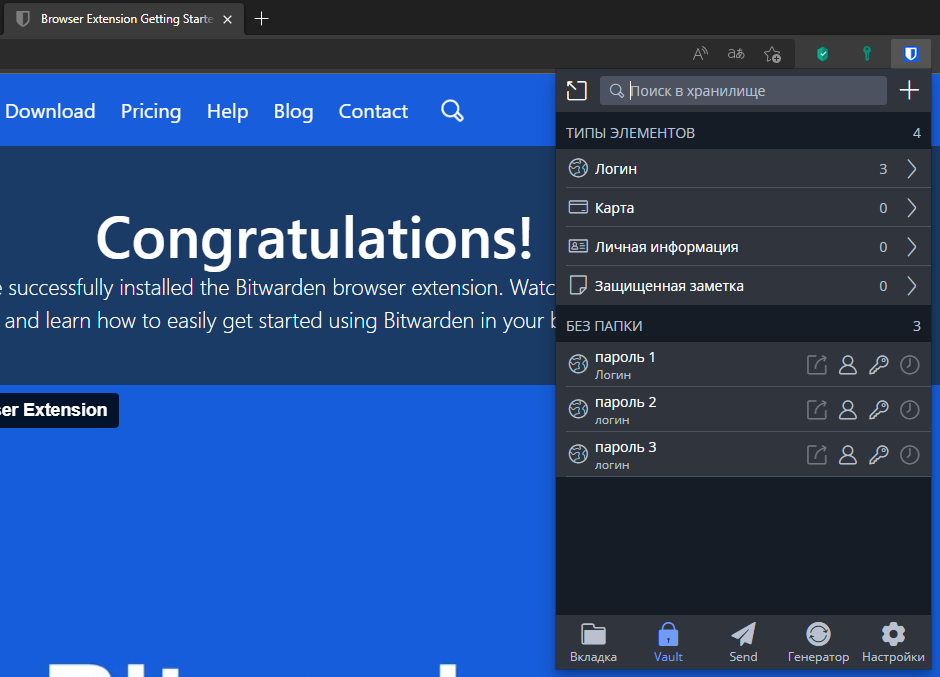 Browser Extension Getting Starte
Download Pricing Help Blog Contact
Congratulations!
successfully installed the Bitwarden browser extension. Watc
and learn how to easily get started using Bitwarden in your
Extension
Поиск в хранилище
ТИПЫ ЭЛЕМЕНТОВ 4
Логин 3
Карта 0
Личная информация 0
Защищенная заметка 0
БЕЗ ПАПКИ 3
пароль 1
Логин
пароль 2
логин
пароль 3
логин
Вкладка Vault Send Генератор Настройки